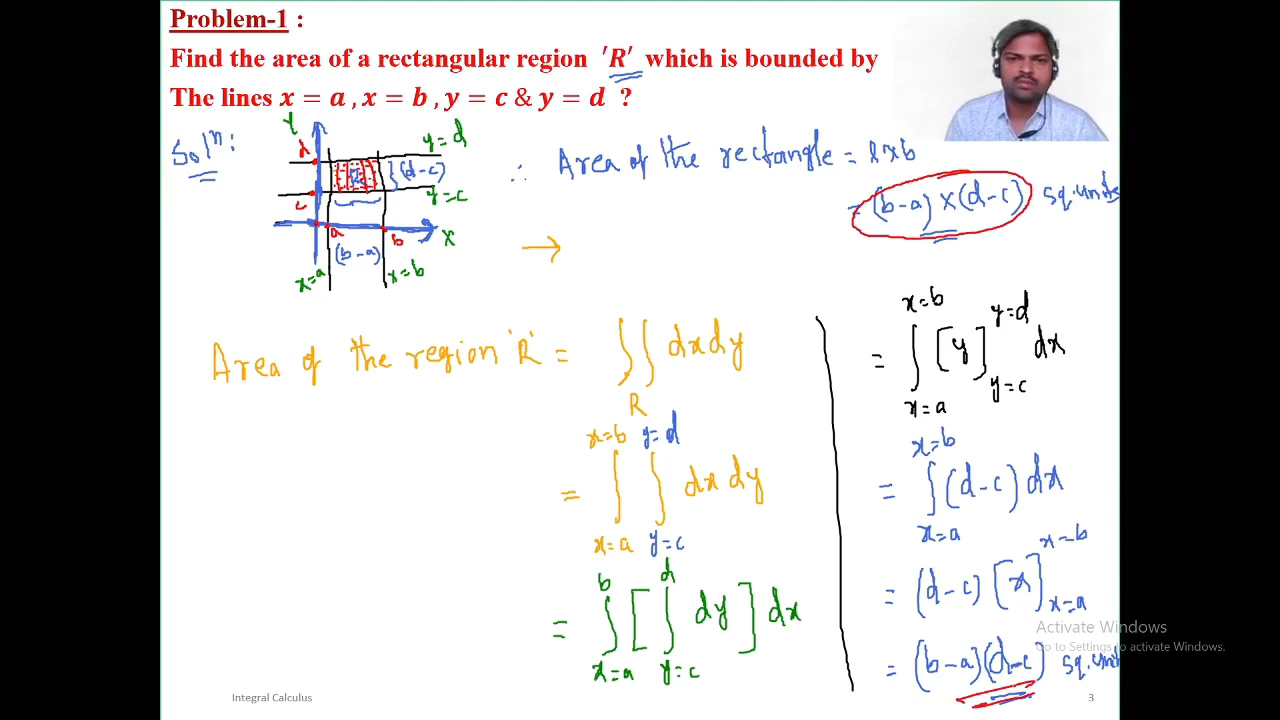 Problem-1 :
Find the area of a rectangular region 'R' which is bounded by
The lines x = a , x = b , y = c & y = d ?
Solⁿ:
Y
d
c
y=d
R
}(d-c)
y=c
a
b
X
(b-a)
x=a
x=b
∴ Area of the rectangle = l×b
= (b-a) × (d-c) sq.units
→
Area of the region 'R' = ∫∫ dx dy
R
x=b y=d
= ∫ ∫ dx dy
x=a y=c
b d
= ∫ [ ∫ dy ] dx
x=a y=c
x=b y=d
= ∫ [y] dx
x=a y=c
x=b
= ∫ (d-c) dx
x=a
x=b
= (d-c) [x]
x=a
= (b-a)(d-c) sq.unit
Activate Windows
Go to Settings to activate Windows.
Integral Calculus
3